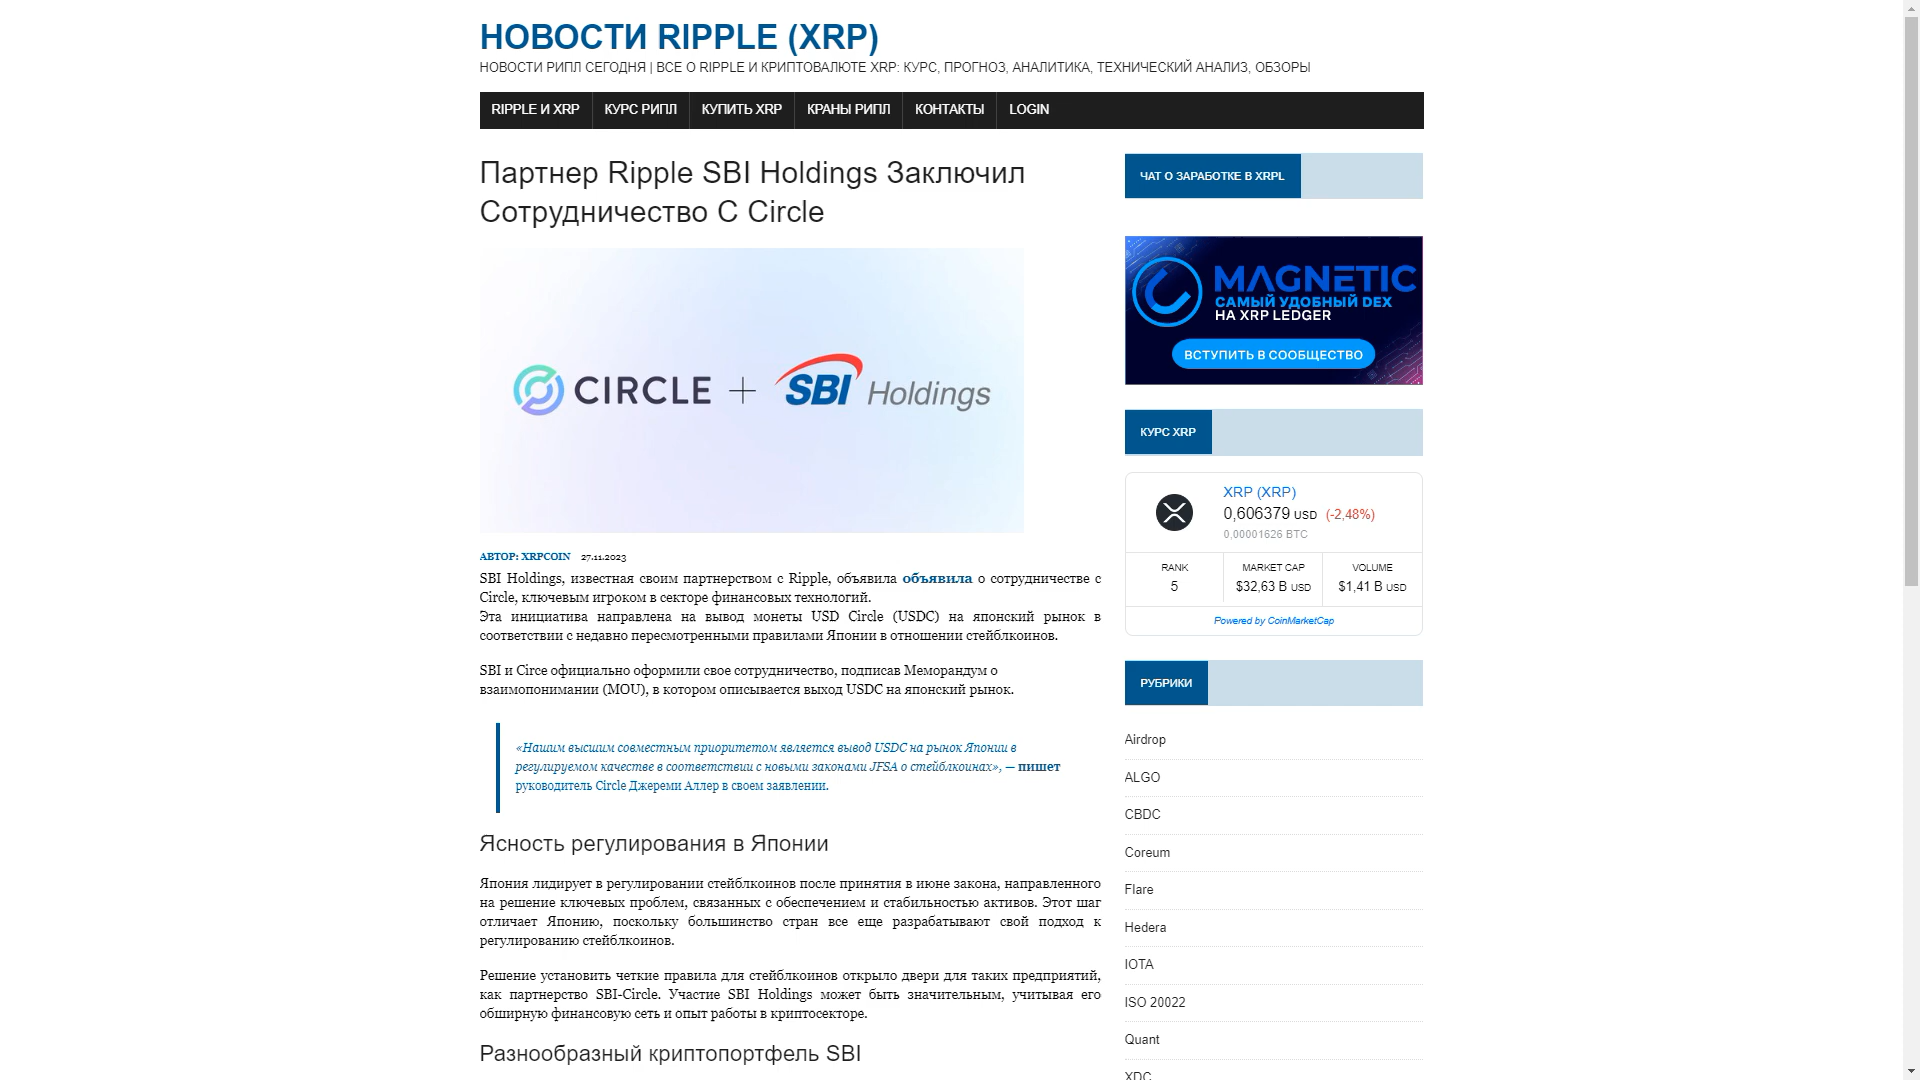 НОВОСТИ RIPPLE (XRP)
НОВОСТИ РИПЛ СЕГОДНЯ | ВСЕ О RIPPLE И КРИПТОВАЛЮТЕ XRP: КУРС, ПРОГНОЗ, АНАЛИТИКА, ТЕХНИЧЕСКИЙ АНАЛИЗ, ОБЗОРЫ
RIPPLE И XRP КУРС РИПЛ КУПИТЬ XRP КРАНЫ РИПЛ КОНТАКТЫ LOGIN
Партнер Ripple SBI Holdings Заключил
Сотрудничество С Circle
CIRCLE + SBI Holdings
АВТОР: XRPCOIN 27.11.2023
SBI Holdings, известная своим партнерством с Ripple, объявила объявила о сотрудничестве с
Circle, ключевым игроком в секторе финансовых технологий.
Эта инициатива направлена на вывод монеты USD Circle (USDC) на японский рынок в
соответствии с недавно пересмотренными правилами Японии в отношении стейблкоинов.
SBI и Circe официально оформили свое сотрудничество, подписав Меморандум о
взаимопонимании (MOU), в котором описывается выход USDC на японский рынок.
«Нашим высшим совместным приоритетом является вывод USDC на рынок Японии в
регулируемом качестве в соответствии с новыми законами JFSA о стейблкоинах», — пишет
руководитель Circle Джереми Аллер в своем заявлении.
Ясность регулирования в Японии
Япония лидирует в регулировании стейблкоинов после принятия в июне закона, направленного
на решение ключевых проблем, связанных с обеспечением и стабильностью активов. Этот шаг
отличает Японию, поскольку большинство стран все еще разрабатывают свой подход к
регулированию стейблкоинов.
Решение установить четкие правила для стейблкоинов открыло двери для таких предприятий,
как партнерство SBI-Circle. Участие SBI Holdings может быть значительным, учитывая его
обширную финансовую сеть и опыт работы в криптосекторе.
Разнообразный криптопортфель SBI
ЧАТ О ЗАРАБОТКЕ В XRPL
MAGNETIC
САМЫЙ УДОБНЫЙ DEX
НА XRP LEDGER
ВСТУПИТЬ В СООБЩЕСТВО
КУРС XRP
XRP (XRP)
0,606379 USD (-2,48%)
0,00001626 BTC
RANK MARKET CAP VOLUME
5 $32,63 B USD $1,41 B USD
Powered by CoinMarketCap
РУБРИКИ
Airdrop
ALGO
CBDC
Coreum
Flare
Hedera
IOTA
ISO 20022
Quant
XDC